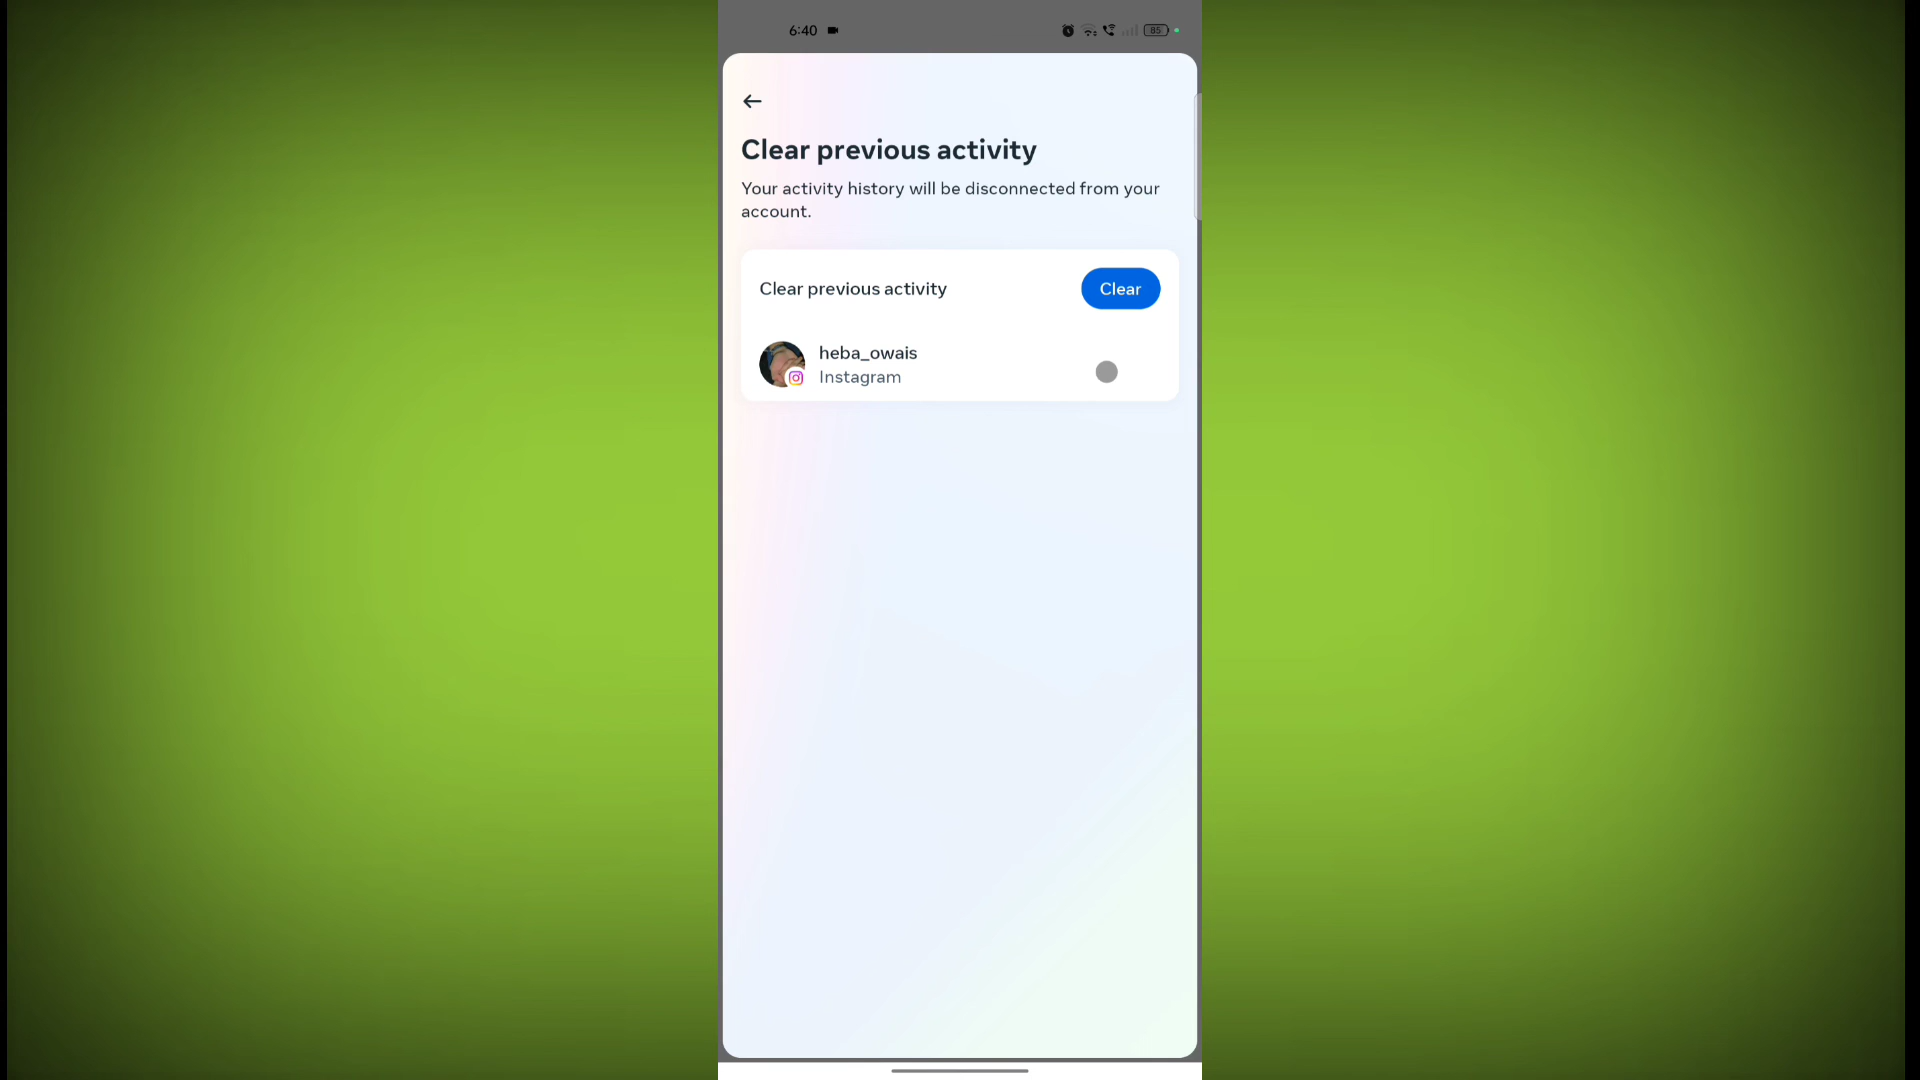 6:40
85
Clear previous activity
Your activity history will be disconnected from your
account.
Clear previous activity
Clear
heba_owais
Instagram